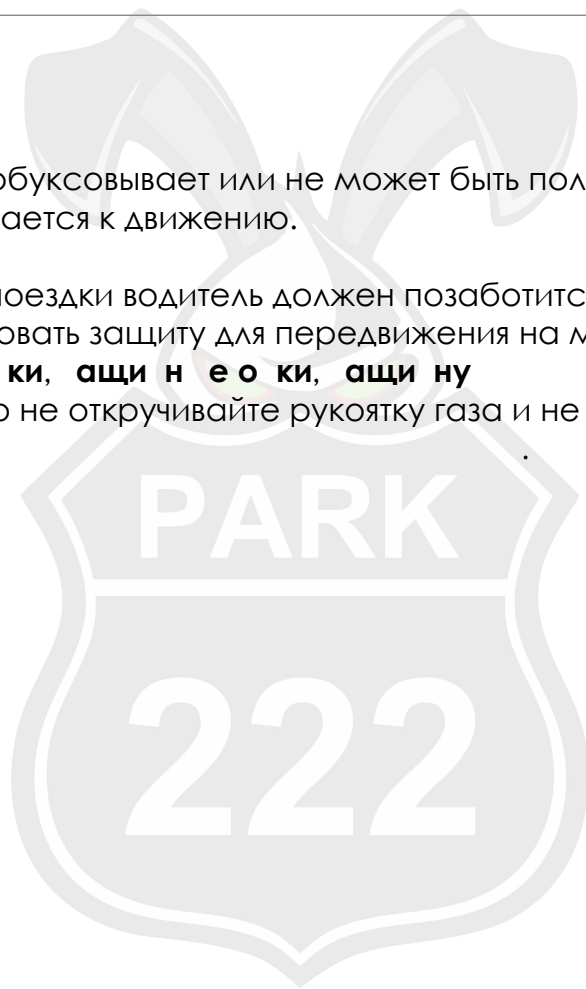 обуксовывает или не может быть пол
ается к движению.
поездки водитель должен позаботитс
овать защиту для передвижения на м
ки, ащи н е о ки, ащи ну
о не откручивайте рукоятку газа и не
.
PARK
222